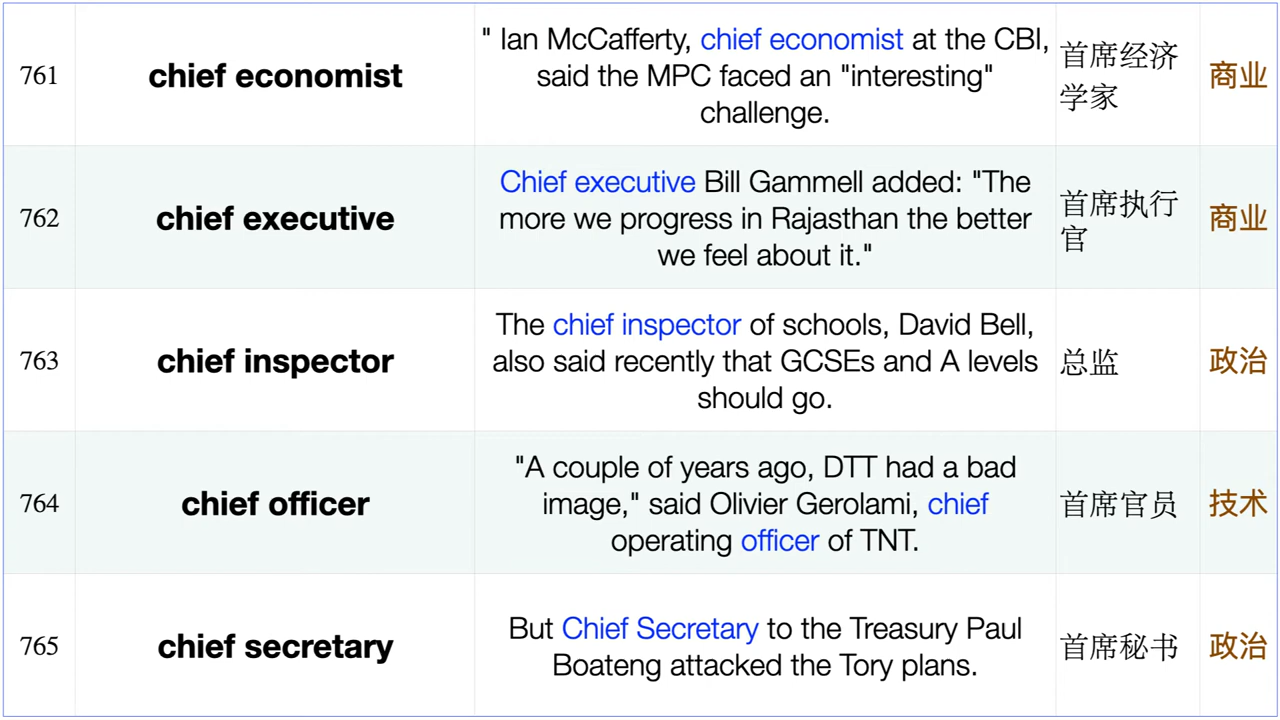 761
chief economist
" Ian McCafferty, chief economist at the CBI,
said the MPC faced an "interesting"
challenge.
首席经济
学家
商业
762
chief executive
Chief executive Bill Gammell added: "The
more we progress in Rajasthan the better
we feel about it."
首席执行
官
商业
763
chief inspector
The chief inspector of schools, David Bell,
also said recently that GCSEs and A levels
should go.
总监
政治
764
chief officer
"A couple of years ago, DTT had a bad
image," said Olivier Gerolami, chief
operating officer of TNT.
首席官员
技术
765
chief secretary
But Chief Secretary to the Treasury Paul
Boateng attacked the Tory plans.
首席秘书
政治